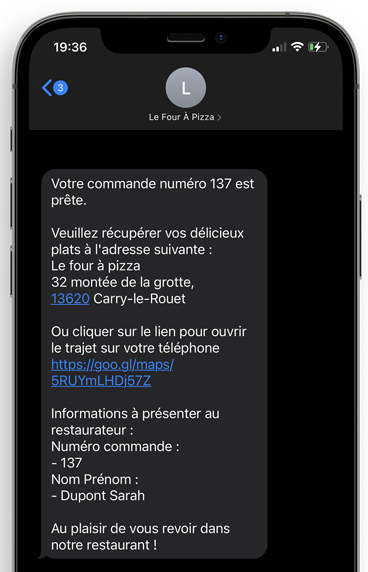 19:36
3
L
Le Four À Pizza
Votre commande numéro 137 est
prête.
Veuillez récupérer vos délicieux
plats à l'adresse suivante :
Le four à pizza
32 montée de la grotte,
13620 Carry-le-Rouet
Ou cliquer sur le lien pour ouvrir
le trajet sur votre téléphone
https://goo.gl/maps/
5RUYmLHDj57Z
Informations à présenter au
restaurateur :
Numéro commande :
- 137
Nom Prénom :
- Dupont Sarah
Au plaisir de vous revoir dans
notre restaurant !